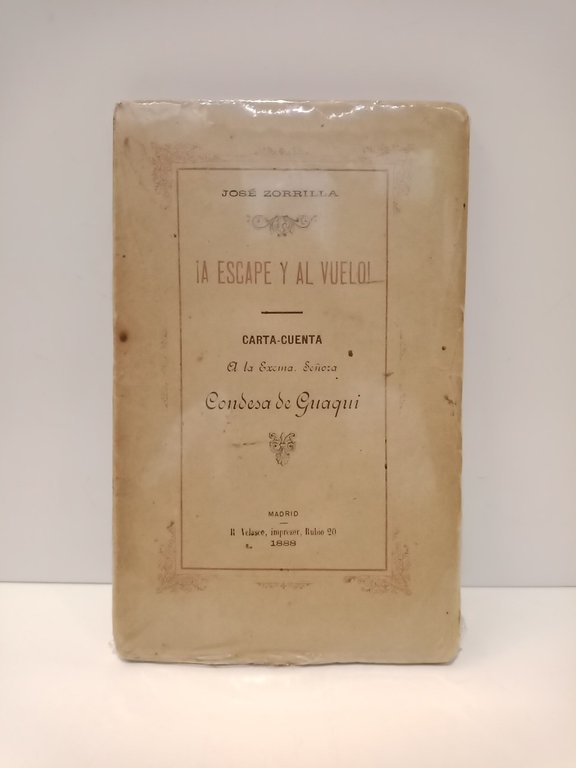 JOSÉ ZORRILLA
¡A ESCAPE Y AL VUELO!
CARTA-CUENTA
A la Excma. Señora
Condesa de Guaqui
MADRID
R. Velasco, impresor, Rubio 20
1888